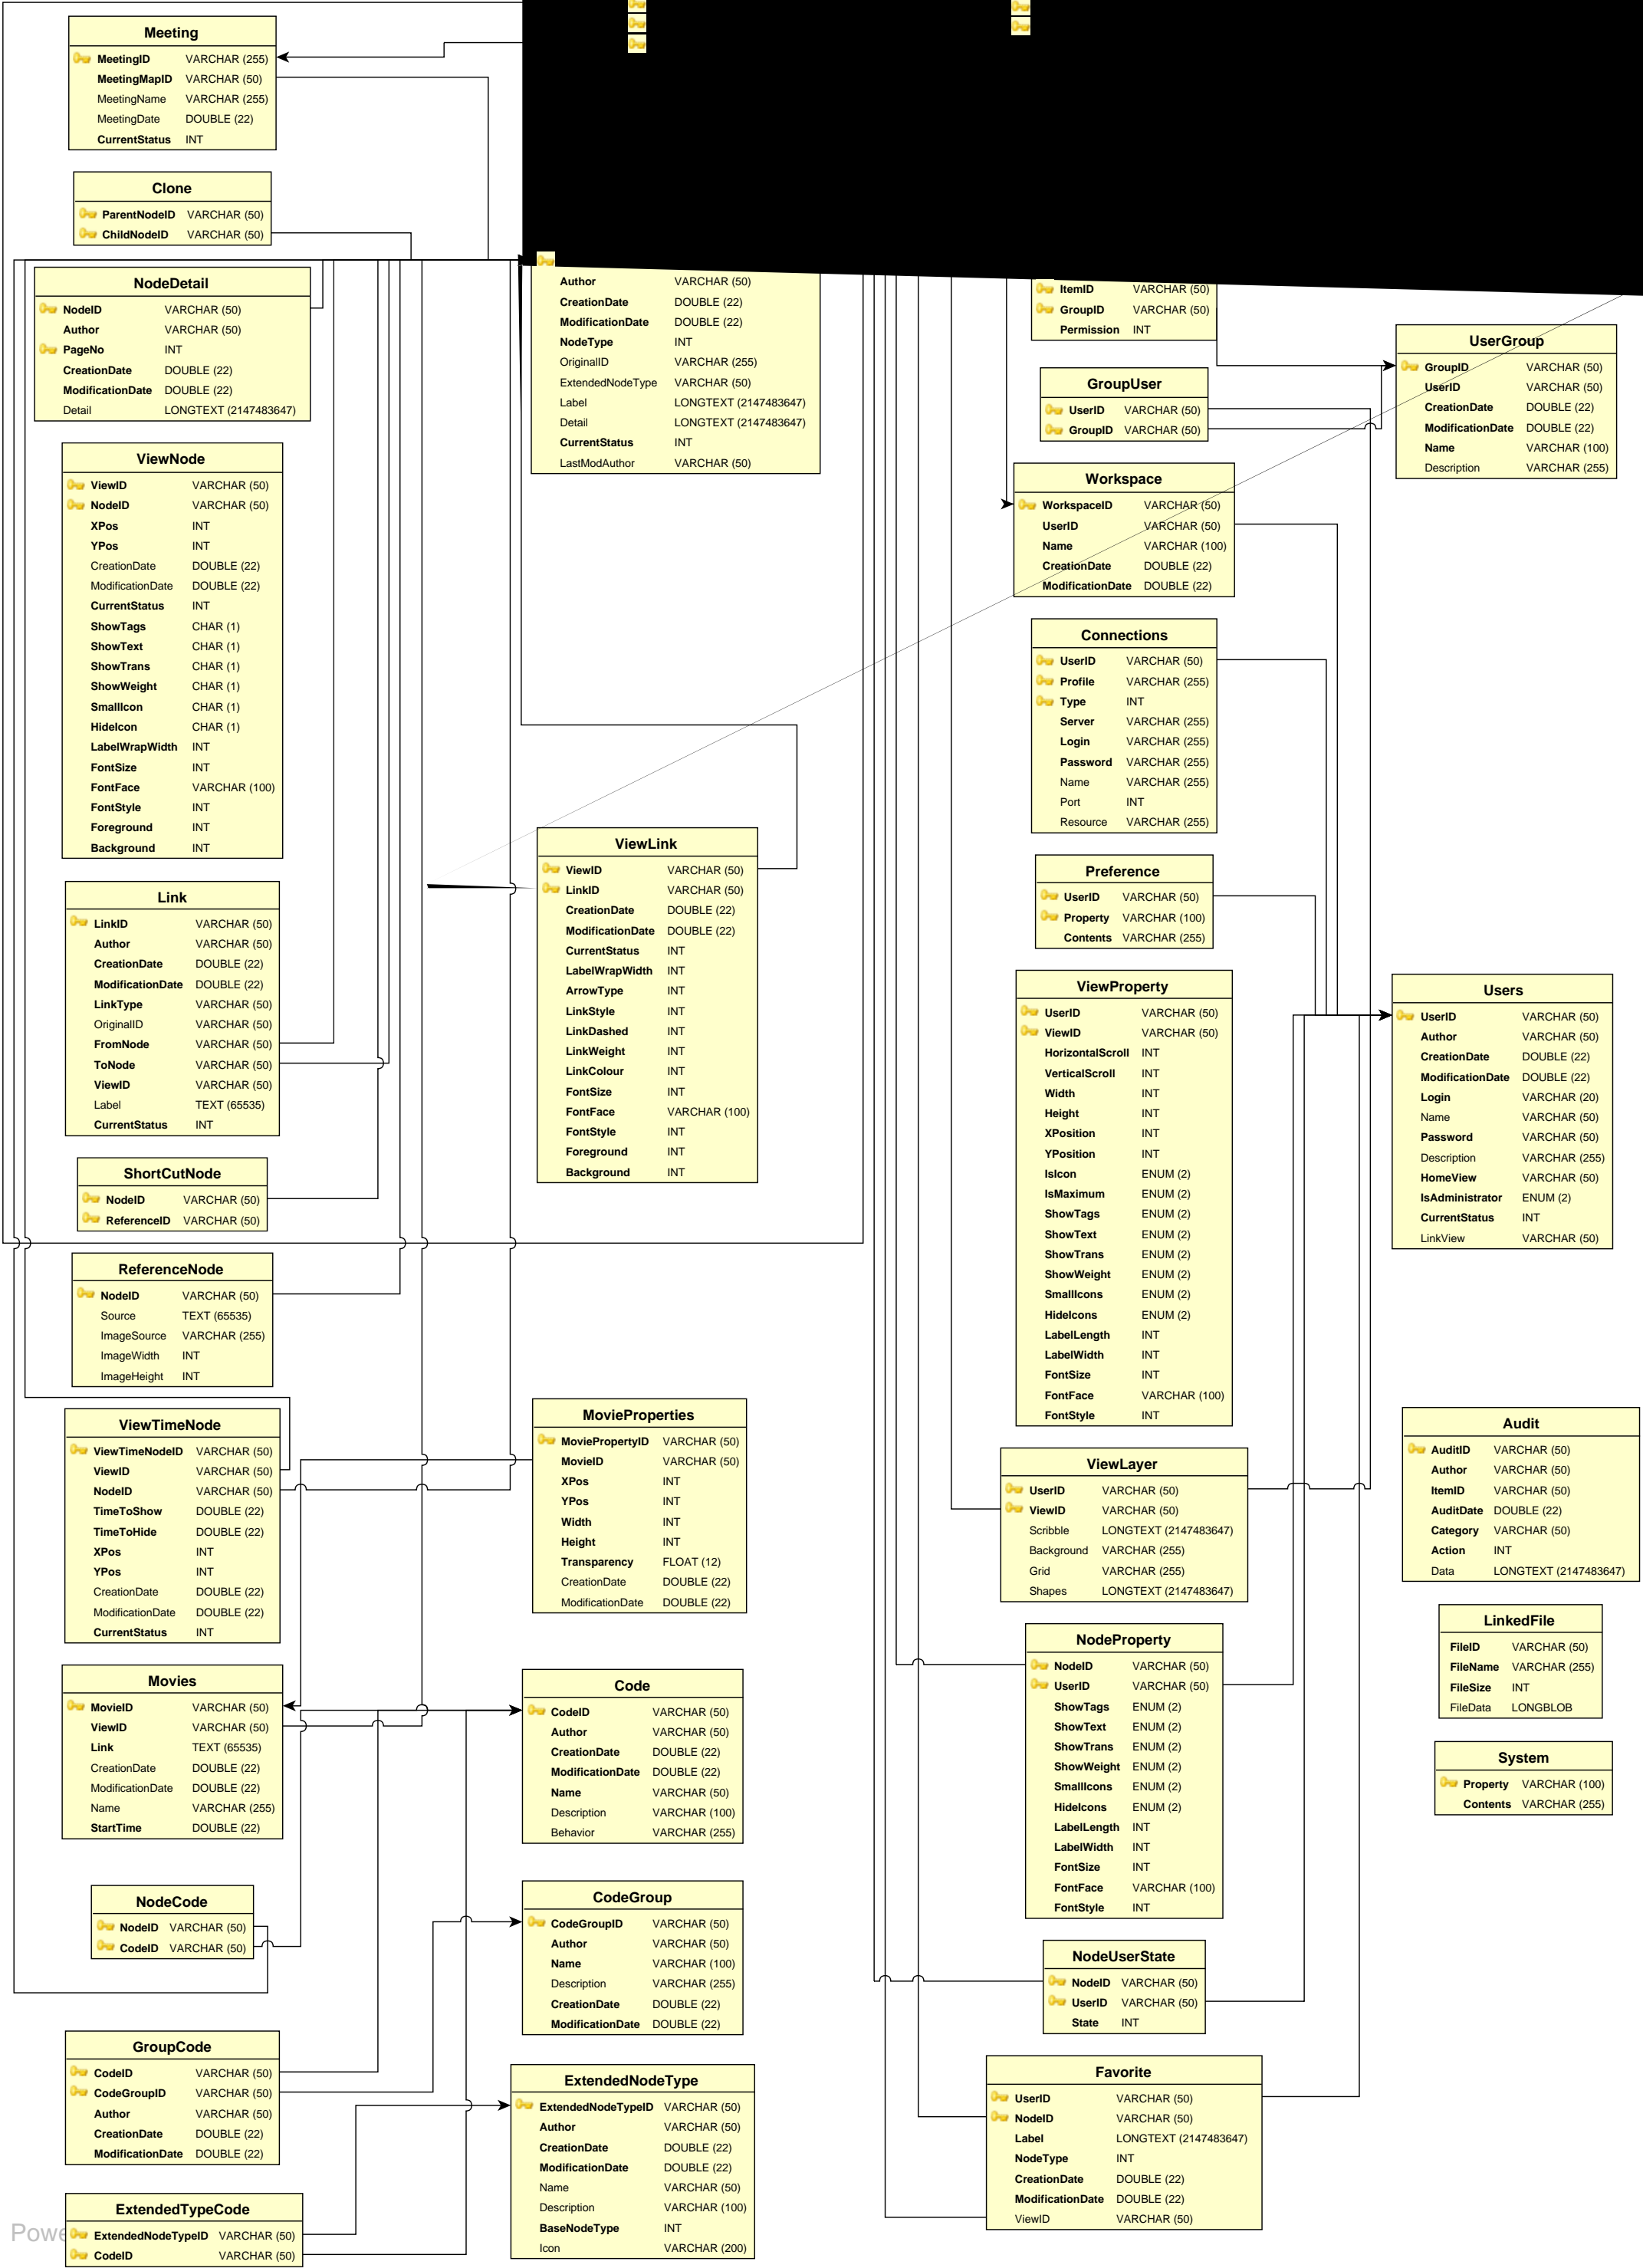 Meeting
MeetingID VARCHAR (255)
MeetingMapID VARCHAR (50)
MeetingName VARCHAR (255)
MeetingDate DOUBLE (22)
CurrentStatus INT
Clone
ParentNodeID VARCHAR (50)
ChildNodeID VARCHAR (50)
NodeDetail
NodeID VARCHAR (50)
Author VARCHAR (50)
PageNo INT
CreationDate DOUBLE (22)
ModificationDate DOUBLE (22)
Detail LONGTEXT (2147483647)
ViewNode
ViewID VARCHAR (50)
NodeID VARCHAR (50)
XPos INT
YPos INT
CreationDate DOUBLE (22)
ModificationDate DOUBLE (22)
CurrentStatus INT
ShowTags CHAR (1)
ShowText CHAR (1)
ShowTrans CHAR (1)
ShowWeight CHAR (1)
SmallIcon CHAR (1)
HideIcon CHAR (1)
LabelWrapWidth INT
FontSize INT
FontFace VARCHAR (100)
FontStyle INT
Foreground INT
Background INT
Link
LinkID VARCHAR (50)
Author VARCHAR (50)
CreationDate DOUBLE (22)
ModificationDate DOUBLE (22)
LinkType VARCHAR (50)
OriginalID VARCHAR (50)
FromNode VARCHAR (50)
ToNode VARCHAR (50)
ViewID VARCHAR (50)
Label TEXT (65535)
CurrentStatus INT
ShortCutNode
NodeID VARCHAR (50)
ReferenceID VARCHAR (50)
ReferenceNode
NodeID VARCHAR (50)
Source TEXT (65535)
ImageSource VARCHAR (255)
ImageWidth INT
ImageHeight INT
ViewTimeNode
ViewTimeNodeID VARCHAR (50)
ViewID VARCHAR (50)
NodeID VARCHAR (50)
TimeToShow DOUBLE (22)
TimeToHide DOUBLE (22)
XPos INT
YPos INT
CreationDate DOUBLE (22)
ModificationDate DOUBLE (22)
CurrentStatus INT
Movies
MovieID VARCHAR (50)
ViewID VARCHAR (50)
Link TEXT (65535)
CreationDate DOUBLE (22)
ModificationDate DOUBLE (22)
Name VARCHAR (255)
StartTime DOUBLE (22)
NodeCode
NodeID VARCHAR (50)
CodeID VARCHAR (50)
GroupCode
CodeID VARCHAR (50)
CodeGroupID VARCHAR (50)
Author VARCHAR (50)
CreationDate DOUBLE (22)
ModificationDate DOUBLE (22)
ExtendedTypeCode
ExtendedNodeTypeID VARCHAR (50)
CodeID VARCHAR (50)
Powe
Author VARCHAR (50)
CreationDate DOUBLE (22)
ModificationDate DOUBLE (22)
NodeType INT
OriginalID VARCHAR (255)
ExtendedNodeType VARCHAR (50)
Label LONGTEXT (2147483647)
Detail LONGTEXT (2147483647)
CurrentStatus INT
LastModAuthor VARCHAR (50)
ViewLink
ViewID VARCHAR (50)
LinkID VARCHAR (50)
CreationDate DOUBLE (22)
ModificationDate DOUBLE (22)
CurrentStatus INT
LabelWrapWidth INT
ArrowType INT
LinkStyle INT
LinkDashed INT
LinkWeight INT
LinkColour INT
FontSize INT
FontFace VARCHAR (100)
FontStyle INT
Foreground INT
Background INT
MovieProperties
MoviePropertyID VARCHAR (50)
MovieID VARCHAR (50)
XPos INT
YPos INT
Width INT
Height INT
Transparency FLOAT (12)
CreationDate DOUBLE (22)
ModificationDate DOUBLE (22)
Code
CodeID VARCHAR (50)
Author VARCHAR (50)
CreationDate DOUBLE (22)
ModificationDate DOUBLE (22)
Name VARCHAR (50)
Description VARCHAR (100)
Behavior VARCHAR (255)
CodeGroup
CodeGroupID VARCHAR (50)
Author VARCHAR (50)
Name VARCHAR (100)
Description VARCHAR (255)
CreationDate DOUBLE (22)
ModificationDate DOUBLE (22)
ExtendedNodeType
ExtendedNodeTypeID VARCHAR (50)
Author VARCHAR (50)
CreationDate DOUBLE (22)
ModificationDate DOUBLE (22)
Name VARCHAR (50)
Description VARCHAR (100)
BaseNodeType INT
Icon VARCHAR (200)
ItemID VARCHAR (50)
GroupID VARCHAR (50)
Permission INT
GroupUser
UserID VARCHAR (50)
GroupID VARCHAR (50)
Workspace
WorkspaceID VARCHAR (50)
UserID VARCHAR (50)
Name VARCHAR (100)
CreationDate DOUBLE (22)
ModificationDate DOUBLE (22)
Connections
UserID VARCHAR (50)
Profile VARCHAR (255)
Type INT
Server VARCHAR (255)
Login VARCHAR (255)
Password VARCHAR (255)
Name VARCHAR (255)
Port INT
Resource VARCHAR (255)
Preference
UserID VARCHAR (50)
Property VARCHAR (100)
Contents VARCHAR (255)
ViewProperty
UserID VARCHAR (50)
ViewID VARCHAR (50)
HorizontalScroll INT
VerticalScroll INT
Width INT
Height INT
XPosition INT
YPosition INT
IsIcon ENUM (2)
IsMaximum ENUM (2)
ShowTags ENUM (2)
ShowText ENUM (2)
ShowTrans ENUM (2)
ShowWeight ENUM (2)
SmallIcons ENUM (2)
HideIcons ENUM (2)
LabelLength INT
LabelWidth INT
FontSize INT
FontFace VARCHAR (100)
FontStyle INT
ViewLayer
UserID VARCHAR (50)
ViewID VARCHAR (50)
Scribble LONGTEXT (2147483647)
Background VARCHAR (255)
Grid VARCHAR (255)
Shapes LONGTEXT (2147483647)
NodeProperty
NodeID VARCHAR (50)
UserID VARCHAR (50)
ShowTags ENUM (2)
ShowText ENUM (2)
ShowTrans ENUM (2)
ShowWeight ENUM (2)
SmallIcons ENUM (2)
HideIcons ENUM (2)
LabelLength INT
LabelWidth INT
FontSize INT
FontFace VARCHAR (100)
FontStyle INT
NodeUserState
NodeID VARCHAR (50)
UserID VARCHAR (50)
State INT
Favorite
UserID VARCHAR (50)
NodeID VARCHAR (50)
Label LONGTEXT (2147483647)
NodeType INT
CreationDate DOUBLE (22)
ModificationDate DOUBLE (22)
ViewID VARCHAR (50)
UserGroup
GroupID VARCHAR (50)
UserID VARCHAR (50)
CreationDate DOUBLE (22)
ModificationDate DOUBLE (22)
Name VARCHAR (100)
Description VARCHAR (255)
Users
UserID VARCHAR (50)
Author VARCHAR (50)
CreationDate DOUBLE (22)
ModificationDate DOUBLE (22)
Login VARCHAR (20)
Name VARCHAR (50)
Password VARCHAR (50)
Description VARCHAR (255)
HomeView VARCHAR (50)
IsAdministrator ENUM (2)
CurrentStatus INT
LinkView VARCHAR (50)
Audit
AuditID VARCHAR (50)
Author VARCHAR (50)
ItemID VARCHAR (50)
AuditDate DOUBLE (22)
Category VARCHAR (50)
Action INT
Data LONGTEXT (2147483647)
LinkedFile
FileID VARCHAR (50)
FileName VARCHAR (255)
FileSize INT
FileData LONGBLOB
System
Property VARCHAR (100)
Contents VARCHAR (255)